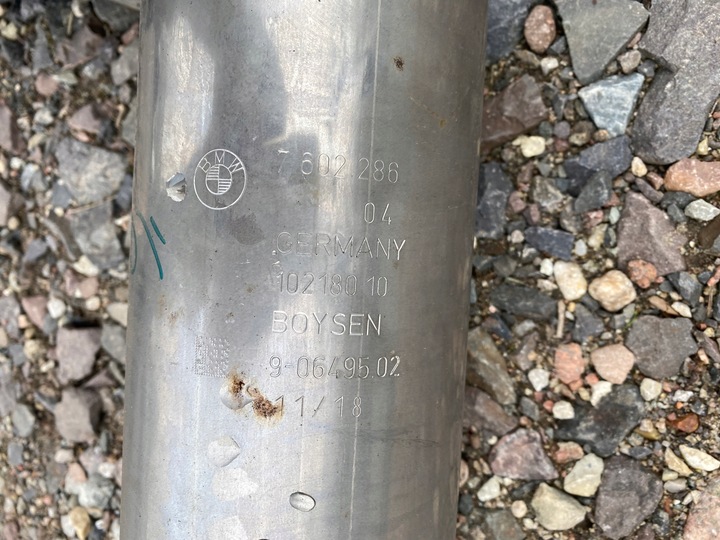 BMW
7 602 286
04
GERMANY
102180 10
BOYSEN
9-06495.02
11/18